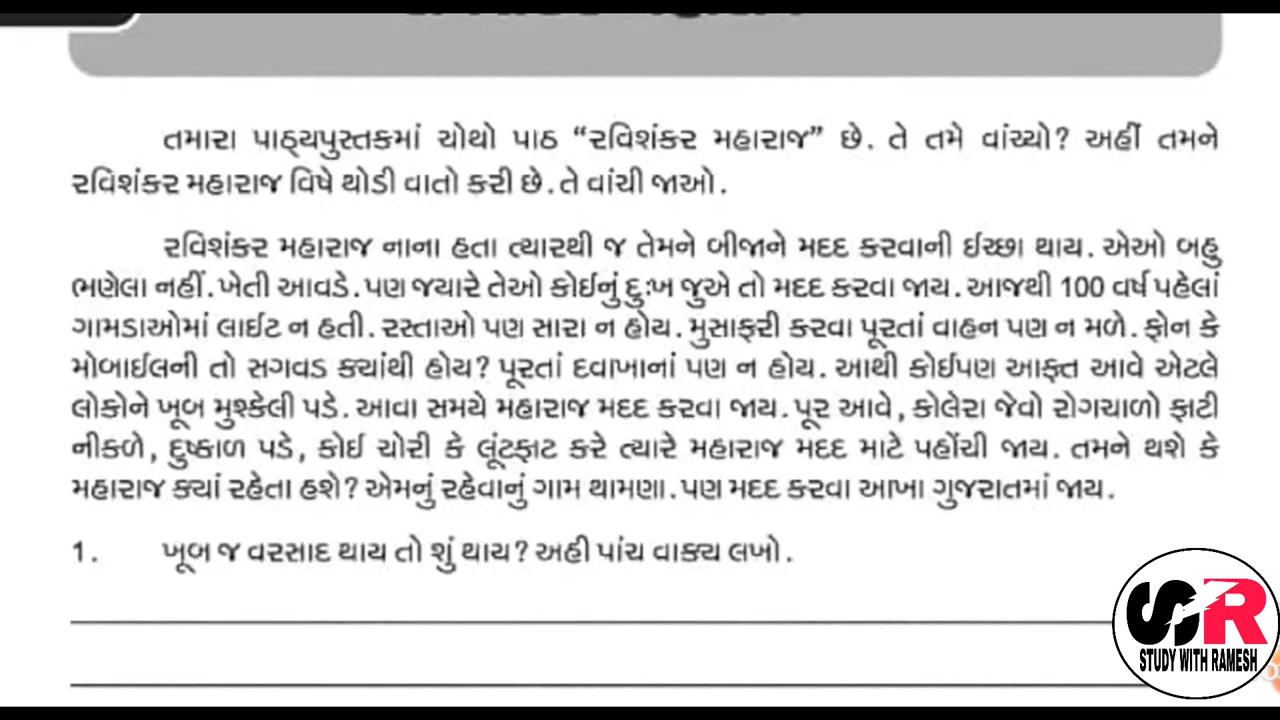 તમારા પાઠ્યપુસ્તકમાં ચોથો પાઠ “રવિશંકર મહારાજ” છે. તે તમે વાંચ્યો? અહીં તમને
રવિશંકર મહારાજ વિષે થોડી વાતો કરી છે. તે વાંચી જાઓ.
રવિશંકર મહારાજ નાના હતા ત્યારથી જ તેમને બીજાને મદદ કરવાની ઈચ્છા થાય. એઓ બહુ
ભણેલા નહીં. ખેતી આવડે. પણ જ્યારે તેઓ કોઈનું દુઃખ જુએ તો મદદ કરવા જાય. આજથી 100 વર્ષ પહેલાં
ગામડાઓમાં લાઈટ ન હતી. રસ્તાઓ પણ સારા ન હોય. મુસાફરી કરવા પૂરતાં વાહન પણ ન મળે. ફોન કે
મોબાઈલની તો સગવડ ક્યાંથી હોય? પૂરતાં દવાખાનાં પણ ન હોય. આથી કોઈપણ આફત આવે એટલે
લોકોને ખૂબ મુશ્કેલી પડે. આવા સમયે મહારાજ મદદ કરવા જાય. પૂર આવે, કોલેરા જેવો રોગચાળો ફાટી
નીકળે, દુષ્કાળ પડે, કોઈ ચોરી કે લૂંટફાટ કરે ત્યારે મહારાજ મદદ માટે પહોંચી જાય. તમને થશે કે
મહારાજ ક્યાં રહેતા હશે? એમનું રહેવાનું ગામ થામણા. પણ મદદ કરવા આખા ગુજરાતમાં જાય.
1. ખૂબ જ વરસાદ થાય તો શું થાય? અહી પાંચ વાક્ય લખો.
SR
STUDY WITH RAMESH